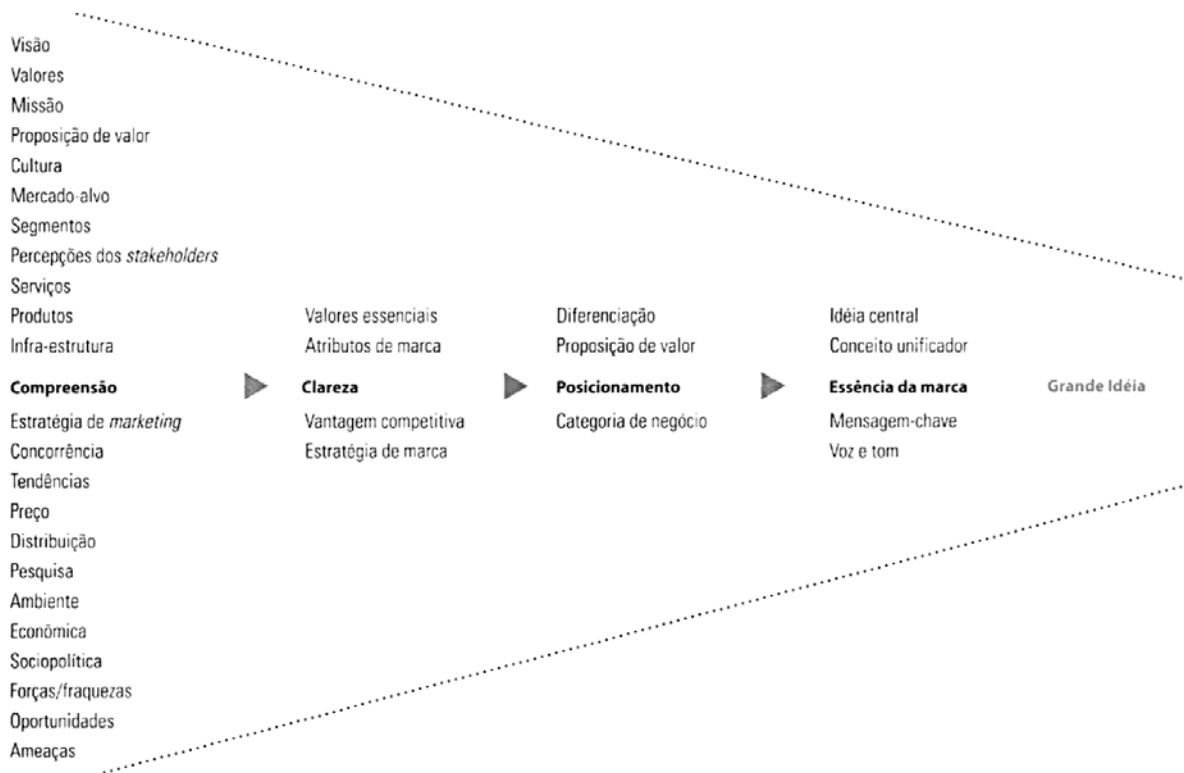 Visão
Valores
Missão
Proposição de valor
Cultura
Mercado-alvo
Segmentos
Percepções dos stakeholders
Serviços
Produtos
Infra-estrutura
Compreensão
Estratégia de marketing
Concorrência
Tendências
Preço
Distribuição
Pesquisa
Ambiente
Econômica
Sociopolítica
Forças/fraquezas
Oportunidades
Ameaças
Valores essenciais
Atributos de marca
Clareza
Vantagem competitiva
Estratégia de marca
Diferenciação
Proposição de valor
Posicionamento
Categoria de negócio
Idéia central
Conceito unificador
Essência da marca
Mensagem-chave
Voz e tom
Grande Idéia